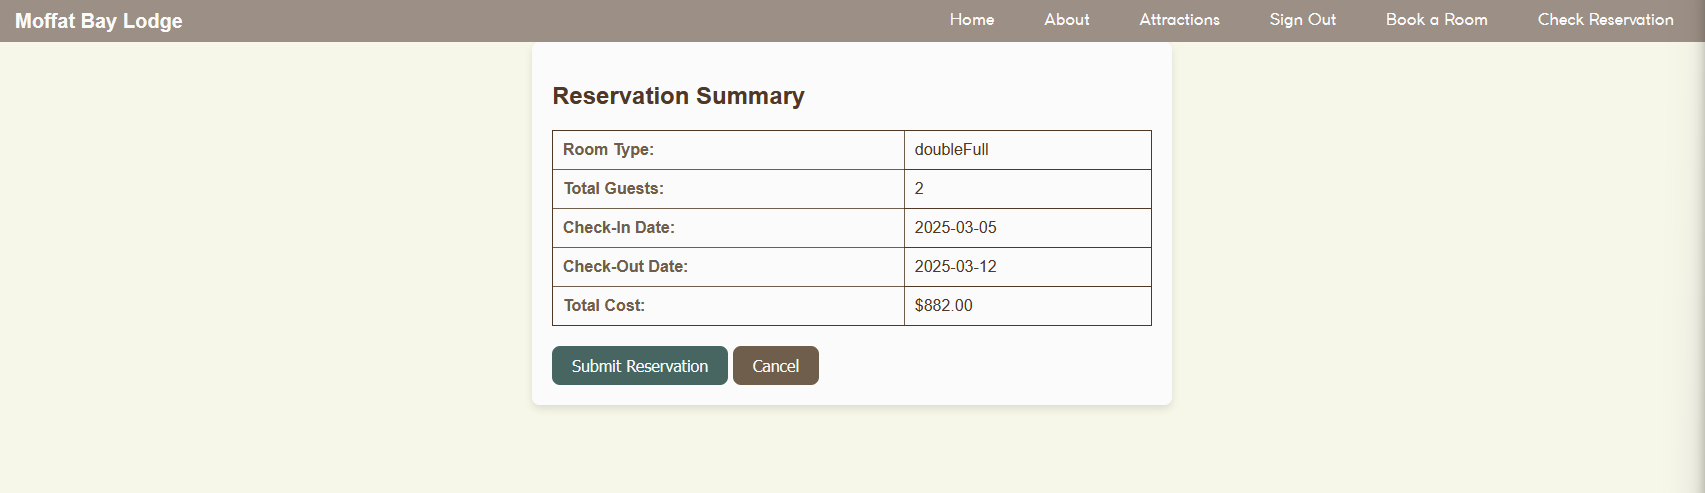 Moffat Bay Lodge Home About Attractions Sign Out Book a Room Check Reservation
Reservation Summary
Room Type: doubleFull
Total Guests: 2
Check-In Date: 2025-03-05
Check-Out Date: 2025-03-12
Total Cost: $882.00
Submit Reservation Cancel